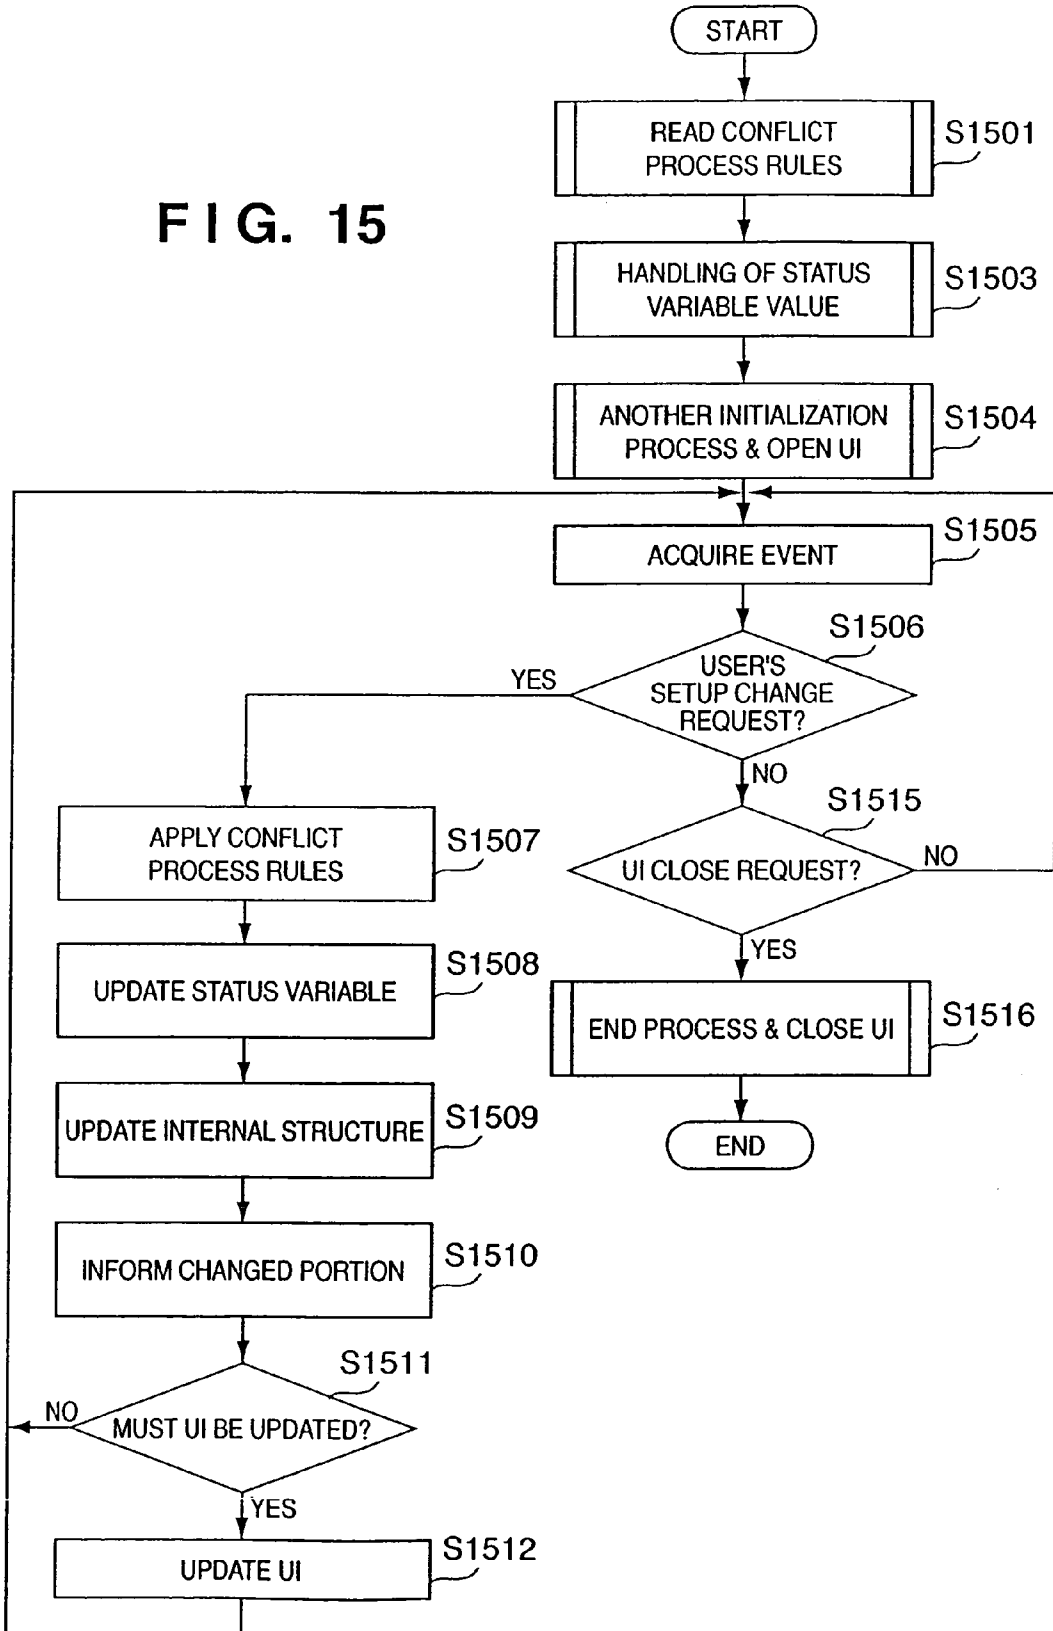 START
READ CONFLICT
PROCESS RULES
S1501
FIG. 15
HANDLING OF STATUS
VARIABLE VALUE
S1503
ANOTHER INITIALIZATION
PROCESS & OPEN UI
S1504
ACQUIRE EVENT
S1505
S1506
USER'S
SETUP CHANGE
REQUEST?
YES
NO
S1515
UI CLOSE REQUEST?
NO
YES
APPLY CONFLICT
PROCESS RULES
S1507
UPDATE STATUS VARIABLE
S1508
END PROCESS & CLOSE UI
S1516
UPDATE INTERNAL STRUCTURE
S1509
END
INFORM CHANGED PORTION
S1510
S1511
MUST UI BE UPDATED?
NO
YES
UPDATE UI
S1512